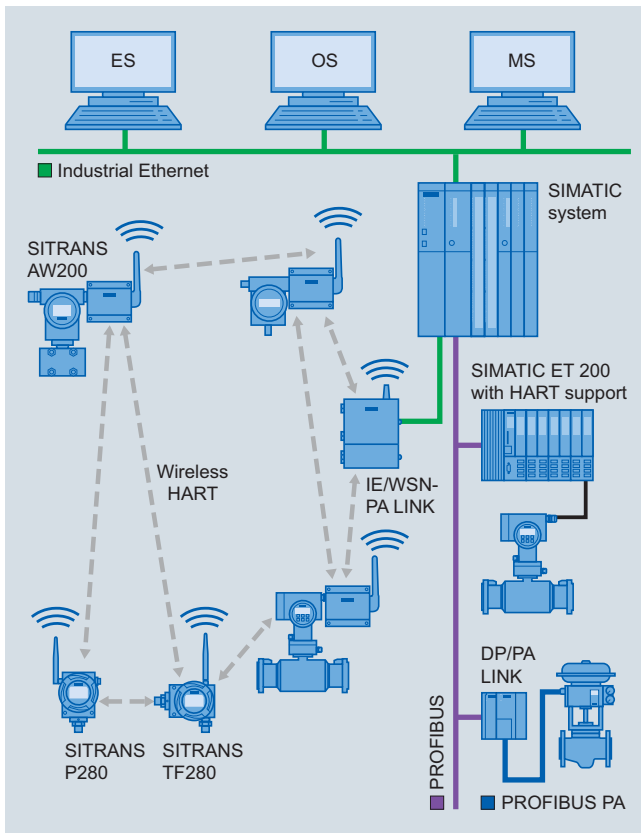 ES
OS
MS
Industrial Ethernet
SIMATIC
system
SITRANS
AW200
SIMATIC ET 200
with HART support
Wireless
HART
IE/WSN-
PA LINK
DP/PA
LINK
SITRANS
P280
SITRANS
TF280
PROFIBUS
PROFIBUS PA